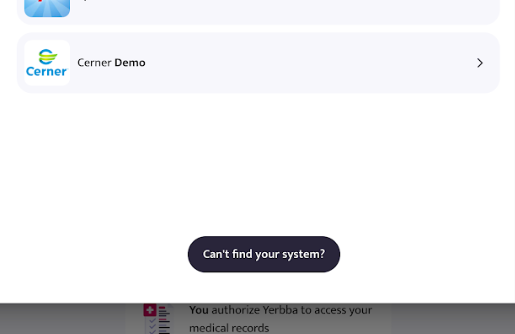 Cerner
Cerner Demo
Can't find your system?
You authorize Yerbba to access your
medical records